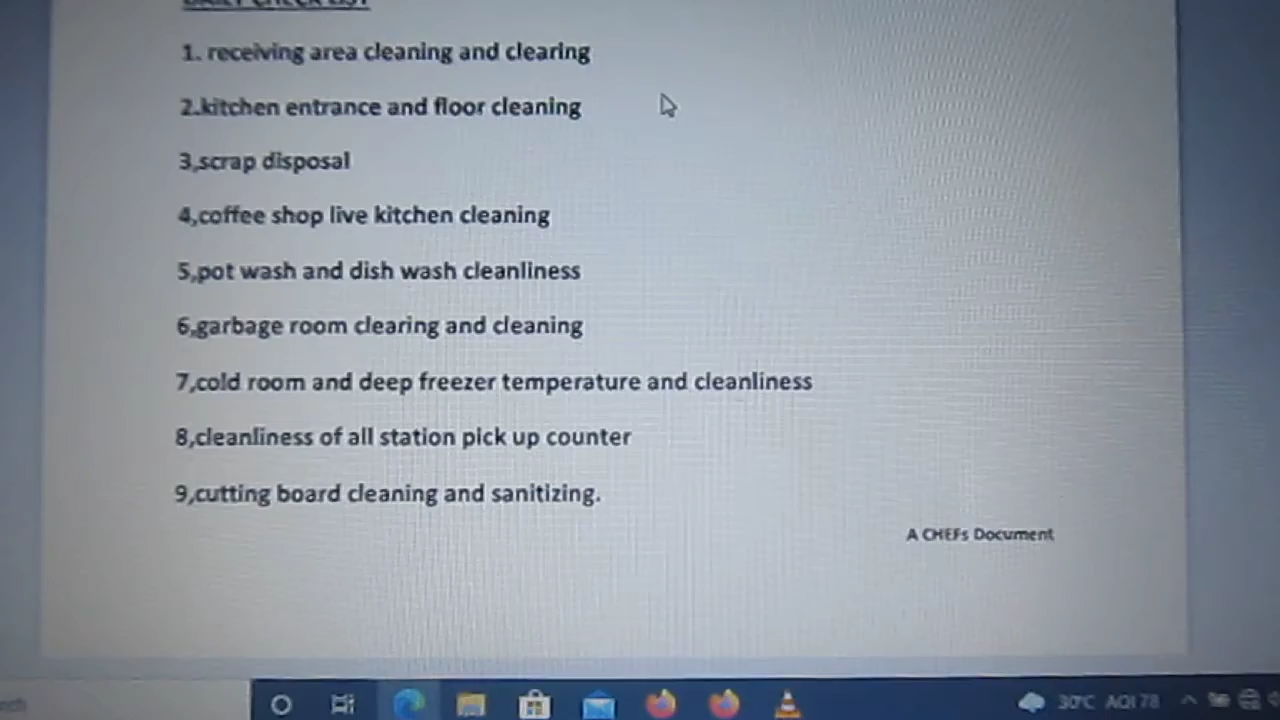 DAILY CHECK LIST
1. receiving area cleaning and clearing
2.kitchen entrance and floor cleaning
3,scrap disposal
4,coffee shop live kitchen cleaning
5,pot wash and dish wash cleanliness
6,garbage room clearing and cleaning
7,cold room and deep freezer temperature and cleanliness
8,cleanliness of all station pick up counter
9,cutting board cleaning and sanitizing.
A CHEFs Document
30°C AQI 78